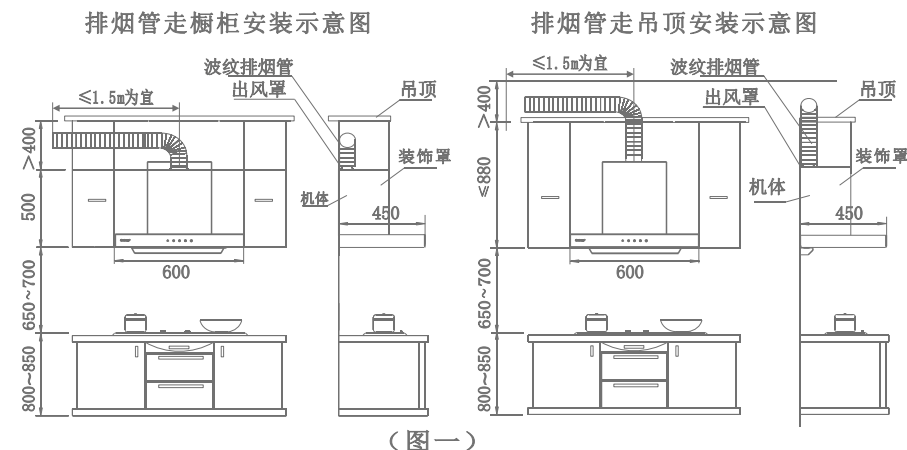 排烟管走橱柜安装示意图
≤1.5m为宜
波纹排烟管
出风罩
吊顶
装饰罩
机体
450
>400
500
650~700
800~850
600
排烟管走吊顶安装示意图
≤1.5m为宜
波纹排烟管
出风罩
吊顶
装饰罩
机体
450
>400
≤880
650~700
800~850
600
(图一)